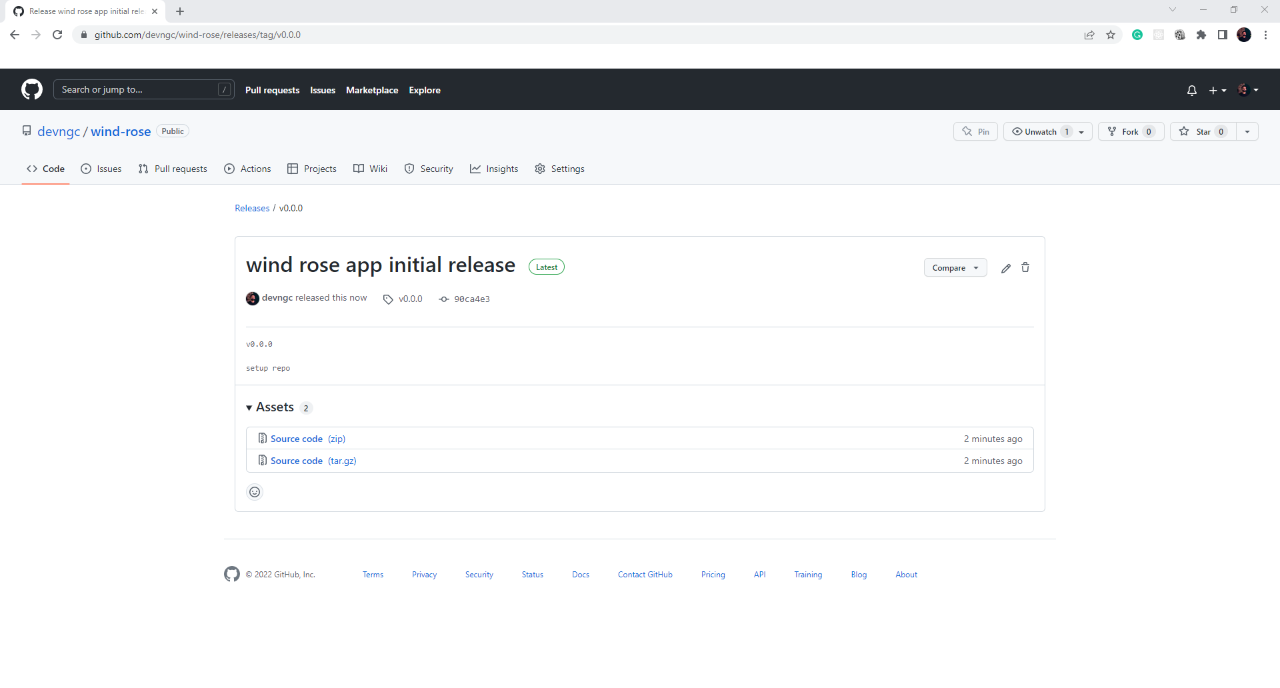 Release wind rose app initial rele
github.com/devngc/wind-rose/releases/tag/v0.0.0
Search or jump to... / Pull requests Issues Marketplace Explore
devngc / wind-rose Public Pin Unwatch 1 Fork 0 Star 0
Code Issues Pull requests Actions Projects Wiki Security Insights Settings
Releases / v0.0.0
wind rose app initial release Latest Compare
devngc released this now v0.0.0 90ca4e3
v0.0.0
setup repo
Assets 2
Source code (zip) 2 minutes ago
Source code (tar.gz) 2 minutes ago
© 2022 GitHub, Inc. Terms Privacy Security Status Docs Contact GitHub Pricing API Training Blog About